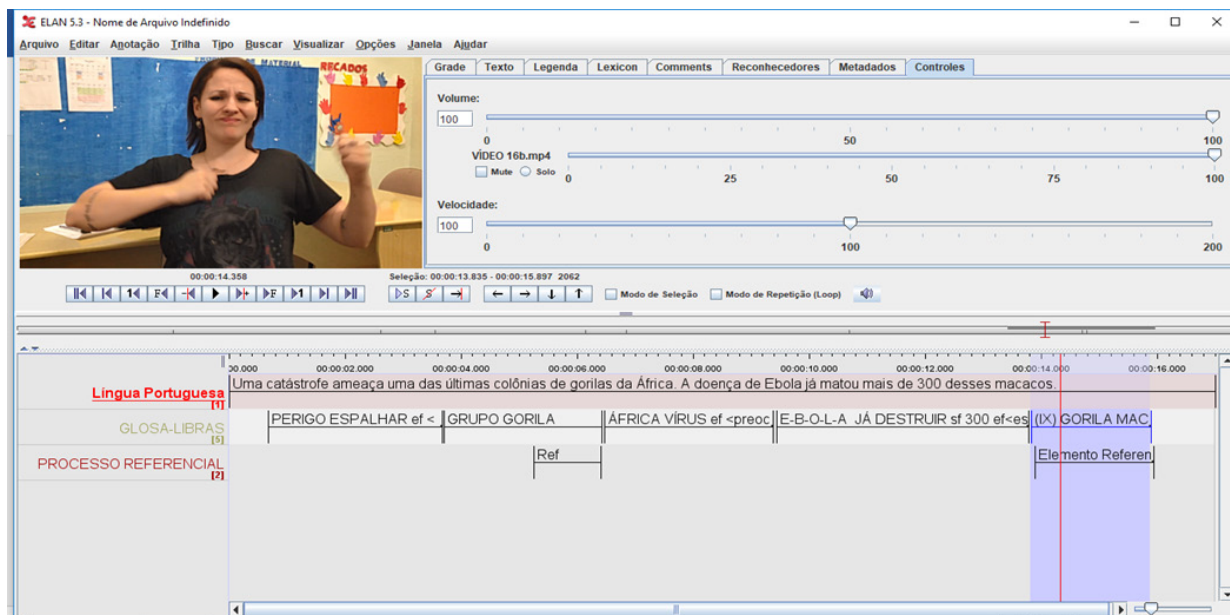 ELAN 5.3 - Nome de Arquivo Indefinido
Arquivo Editar Anotação Trilha Tipo Buscar Visualizar Opções Janela Ajudar
MATERIAL
RECADOS
Grade Texto Legenda Lexicon Comments Reconhecedores Metadados Controles
Volume:
100
0 50 100
VÍDEO 16b.mp4
Mute Solo
0 25 50 75 100
Velocidade:
100
0 100 200
00:00:14.358
Seleção: 00:00:13.835 - 00:00:15.897 2062
1 F F 1 S S
Modo de Seleção Modo de Repetição (Loop)
00.000 00:00:02.000 00:00:04.000 00:00:06.000 00:00:08.000 00:00:10.000 00:00:12.000 00:00:14.000 00:00:16.000
Língua Portuguesa
[1]
Uma catástrofe ameaça uma das últimas colônias de gorilas da África. A doença de Ebola já matou mais de 300 desses macacos.
GLOSA-LIBRAS
[5]
PERIGO ESPALHAR ef < GRUPO GORILA ÁFRICA VÍRUS ef <preoc E-B-O-L-A JÁ DESTRUIR sf 300 ef<es (IX) GORILA MAC
PROCESSO REFERENCIAL
[2]
Ref Elemento Referen